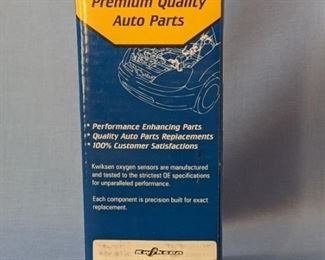 Premium Quality
Auto Parts
* Performance Enhancing Parts
* Quality Auto Parts Replacements
* 100% Customer Satisfactions
Kwiksen oxygen sensors are manufactured
and tested to the strictest OE specifications
for unparalleled performance.
Each component is precision built for exact
replacement.
KWIKSEN